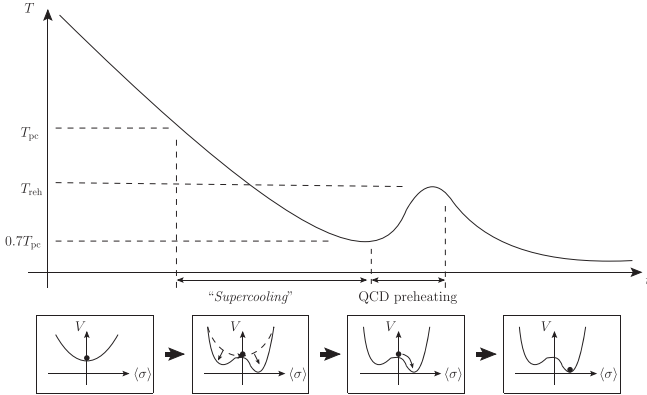 T
T_pc
T_reh
0.7T_pc
t
“Supercooling”
QCD preheating
V
⟨σ⟩
V
⟨σ⟩
V
⟨σ⟩
V
⟨σ⟩